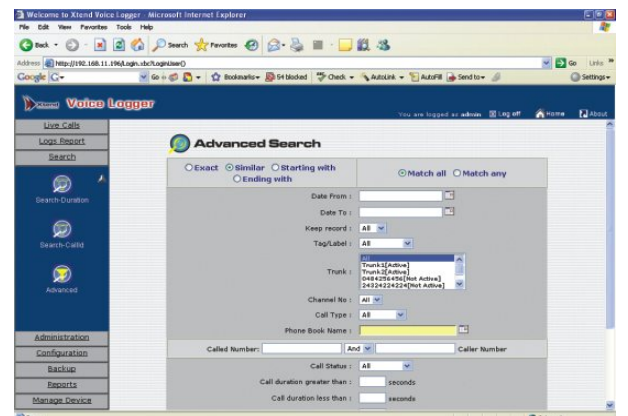 Welcome to Xtend Voice Logger - Microsoft Internet Explorer
File Edit View Favorites Tools Help
Back Search Favorites
Address http://192.168.11.196/Login.xbc?LoginUser() Go Links
Google G Go Bookmarks 54 blocked Check AutoLink AutoFill Send to Settings
Xtend Voice Logger
You are logged as admin Log off Home About
Live Calls
Logs Report
Search
Search-Duration
Search-CallId
Advanced
Administration
Configuration
Backup
Reports
Manage Device
Advanced Search
Exact Similar Starting with
Ending with
Match all Match any
Date From :
Date To :
Keep record : All
Tag/Label : All
Trunk : All
Trunk1[Active]
Trunk2[Active]
0484256456[Not Active]
24324224224[Not Active]
Channel No : All
Call Type : All
Phone Book Name :
Called Number: And Caller Number
Call Status : All
Call duration greater than : seconds
Call duration less than : seconds